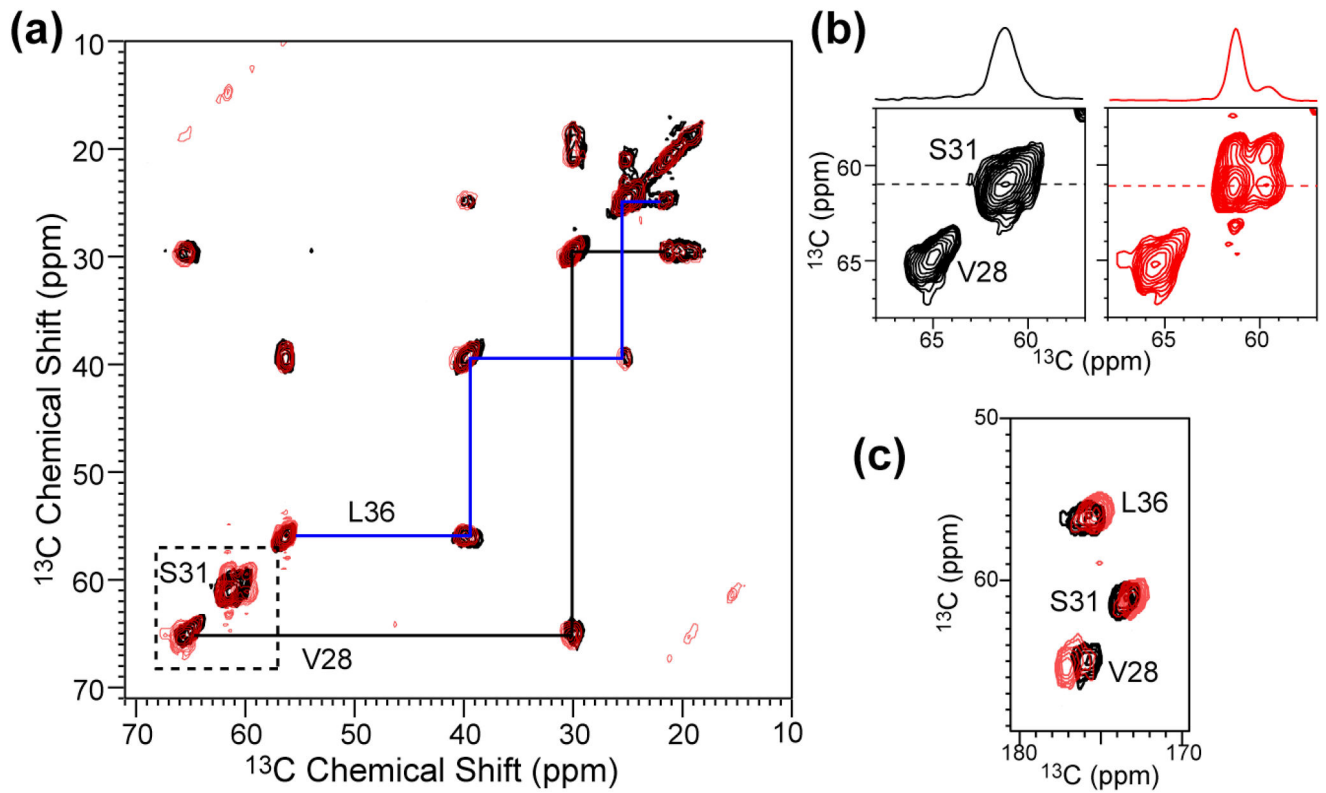 (a)
10
20
30
40
50
60
70
13C Chemical Shift (ppm)
L36
S31
V28
70 60 50 40 30 20 10
13C Chemical Shift (ppm)
(b)
S31
V28
60
65
13C (ppm)
65 60 65 60
13C (ppm)
(c)
50
60
13C (ppm)
L36
S31
V28
180 170
13C (ppm)